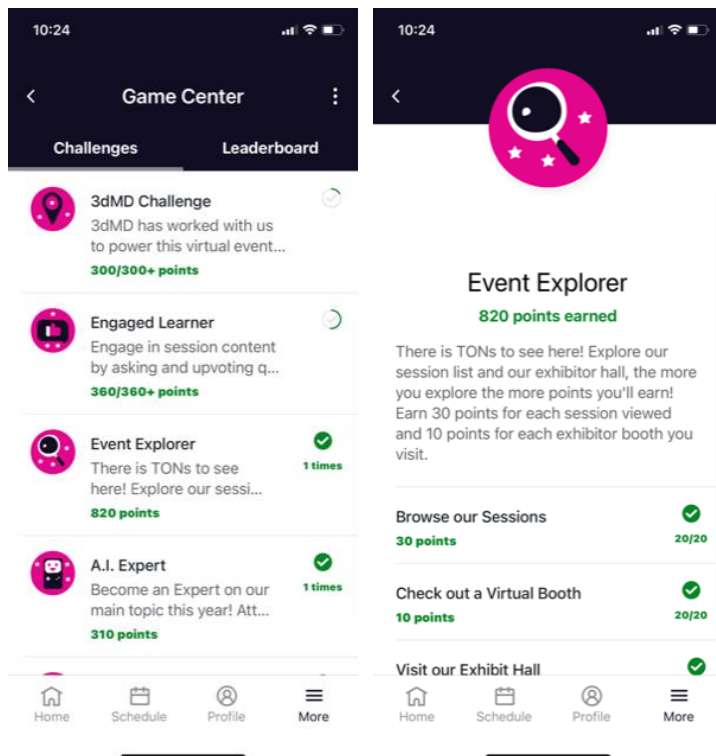 10:24
Game Center
Challenges
Leaderboard
3dMD Challenge
3dMD has worked with us
to power this virtual event...
300/300+ points
Engaged Learner
Engage in session content
by asking and upvoting q...
360/360+ points
Event Explorer
There is TONs to see
here! Explore our sessi...
820 points
1 times
A.I. Expert
Become an Expert on our
main topic this year! Att...
310 points
1 times
Home
Schedule
Profile
More
10:24
Event Explorer
820 points earned
There is TONs to see here! Explore our
session list and our exhibitor hall, the more
you explore the more points you'll earn!
Earn 30 points for each session viewed
and 10 points for each exhibitor booth you
visit.
Browse our Sessions
30 points
20/20
Check out a Virtual Booth
10 points
20/20
Visit our Exhibit Hall
Home
Schedule
Profile
More